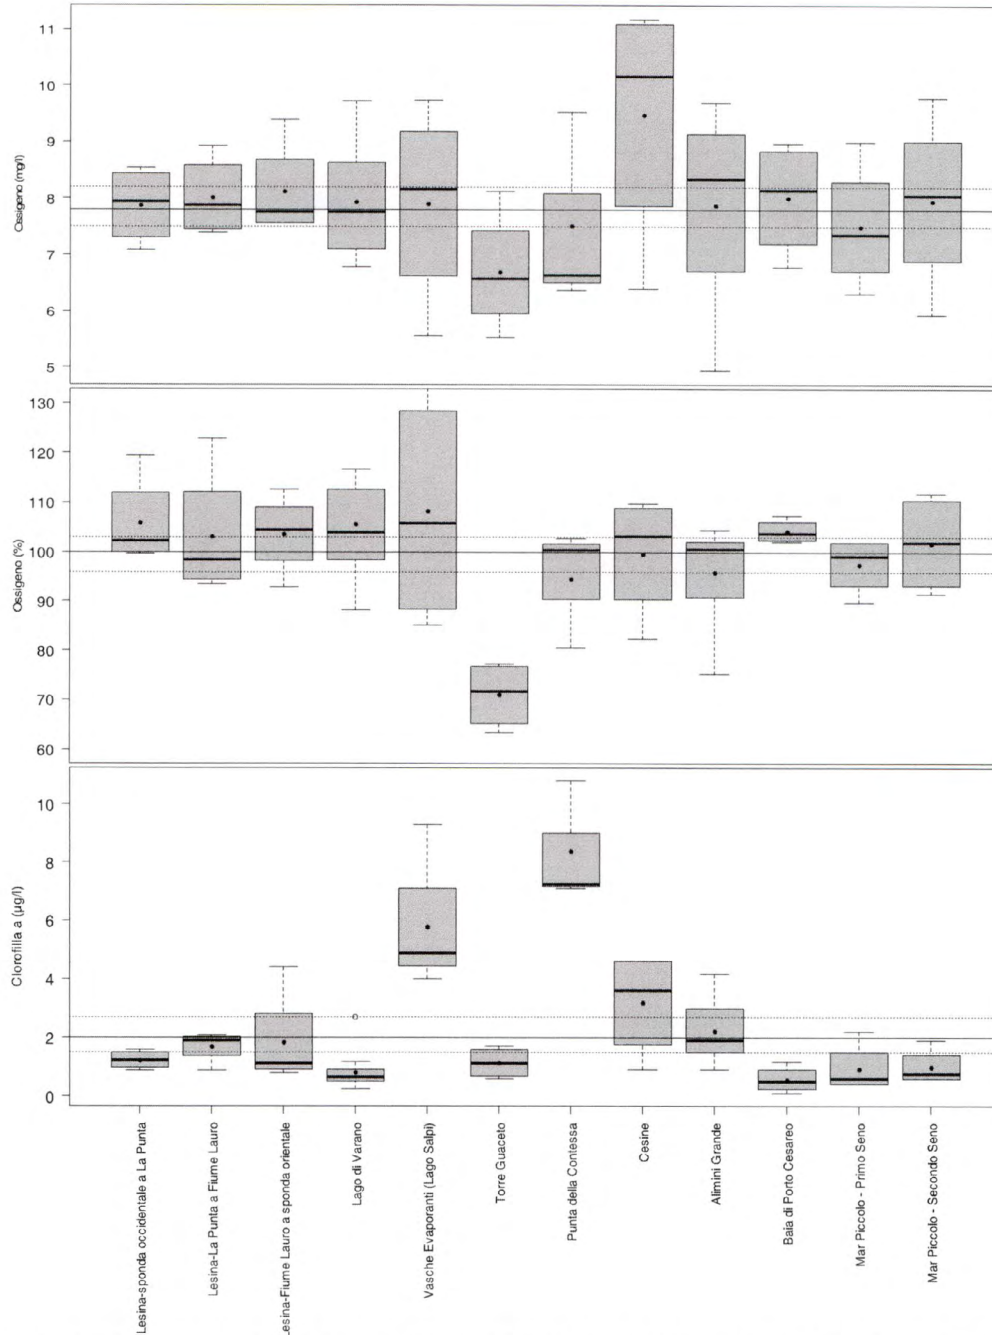 11
10
9
8
7
6
5
Ossigeno (mg/l)
130
120
110
100
90
80
70
60
Ossigeno (%)
10
8
6
4
2
0
Clorofilla a (µg/l)
Lesina-sponda occidentale a La Punta
Lesina-La Punta a Fiume Lauro
Lesina-Fiume Lauro a sponda orientale
Lago di Varano
Vasche Evaporanti (Lago Salpi)
Torre Guaceto
Punta della Contessa
Cesine
Alimini Grande
Baia di Porto Cesareo
Mar Piccolo - Primo Seno
Mar Piccolo - Secondo Seno